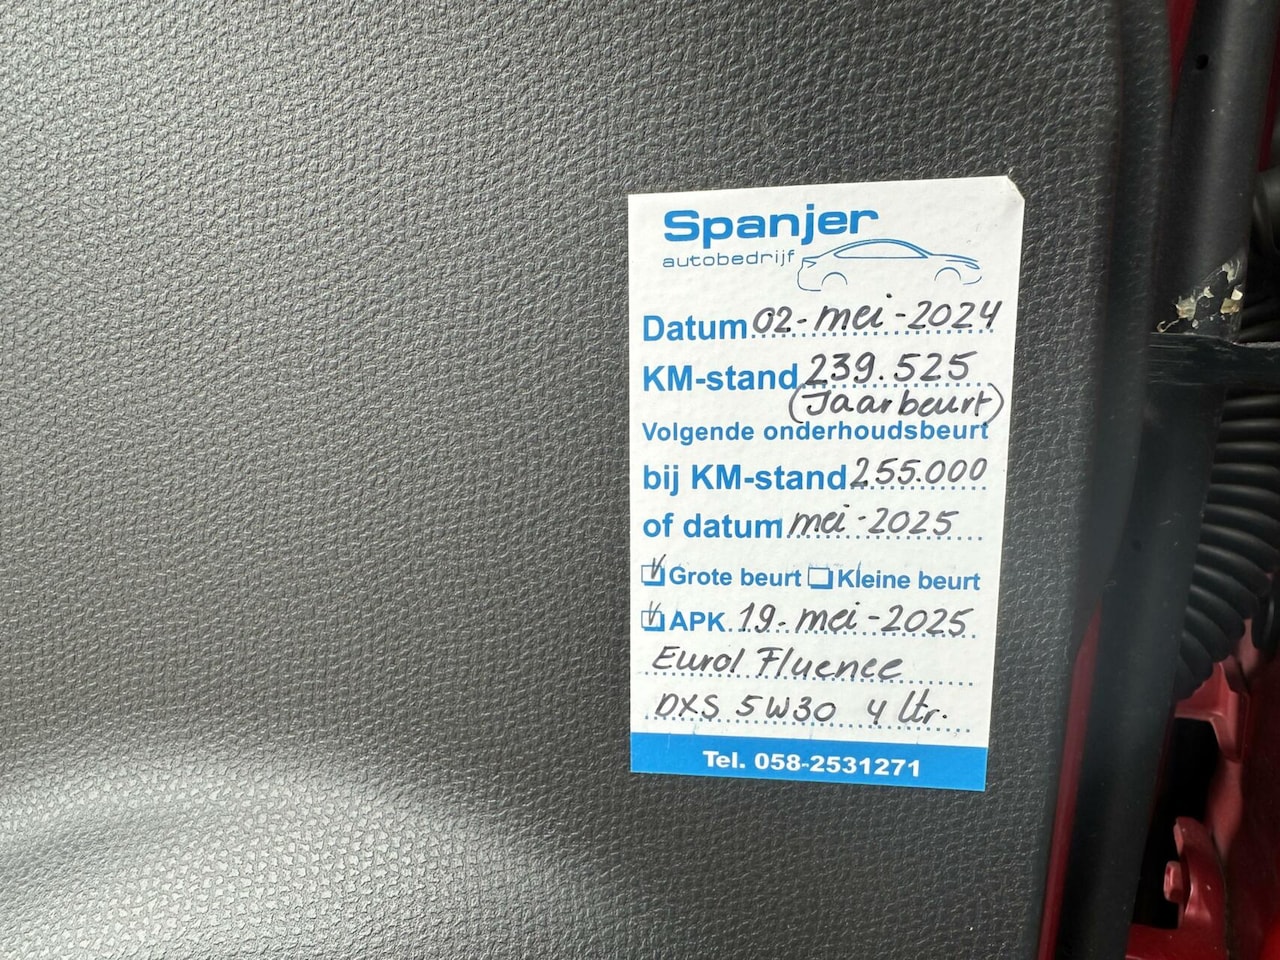 Spanjer
autobedrijf
Datum 02-mei-2024
KM-stand 239.525
(Jaarbeurt)
Volgende onderhoudsbeurt
bij KM-stand 255.000
of datum mei-2025
Grote beurt Kleine beurt
APK 19-mei-2025
Eurol Fluence
DXS 5W30 4 ltr.
Tel. 058-2531271